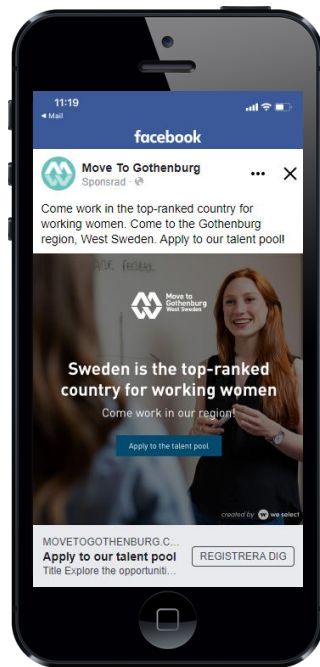 11:19
Mail
facebook
Move To Gothenburg
Sponsrad ·
Come work in the top-ranked country for
working women. Come to the Gothenburg
region, West Sweden. Apply to our talent pool!
Move to
Gothenburg
West Sweden
Sweden is the top-ranked
country for working women
Come work in our region!
Apply to the talent pool
created by we select
MOVETOGOTHENBURG.C...
Apply to our talent pool
REGISTRERA DIG
Title Explore the opportuniti...